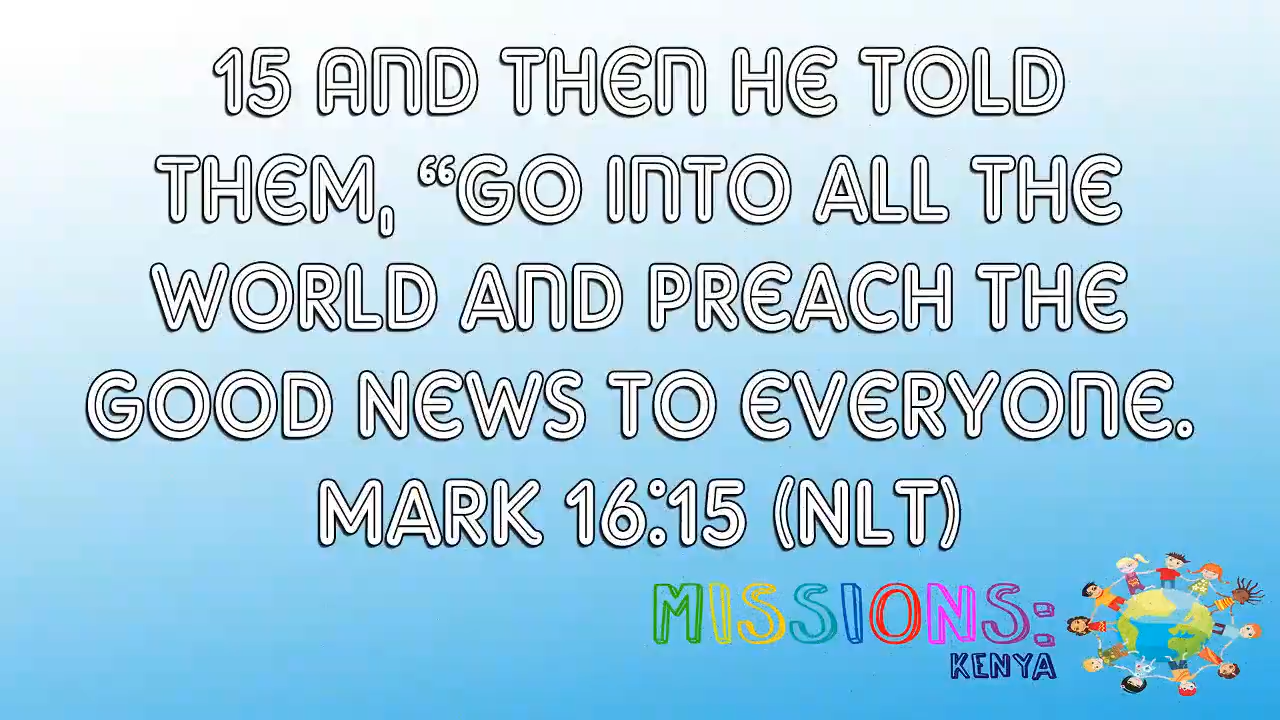 15 AND THEN HE TOLD
THEM, “GO INTO ALL THE
WORLD AND PREACH THE
GOOD NEWS TO EVERYONE.
MARK 16:15 (NLT)
MISSIONS:
KENYA